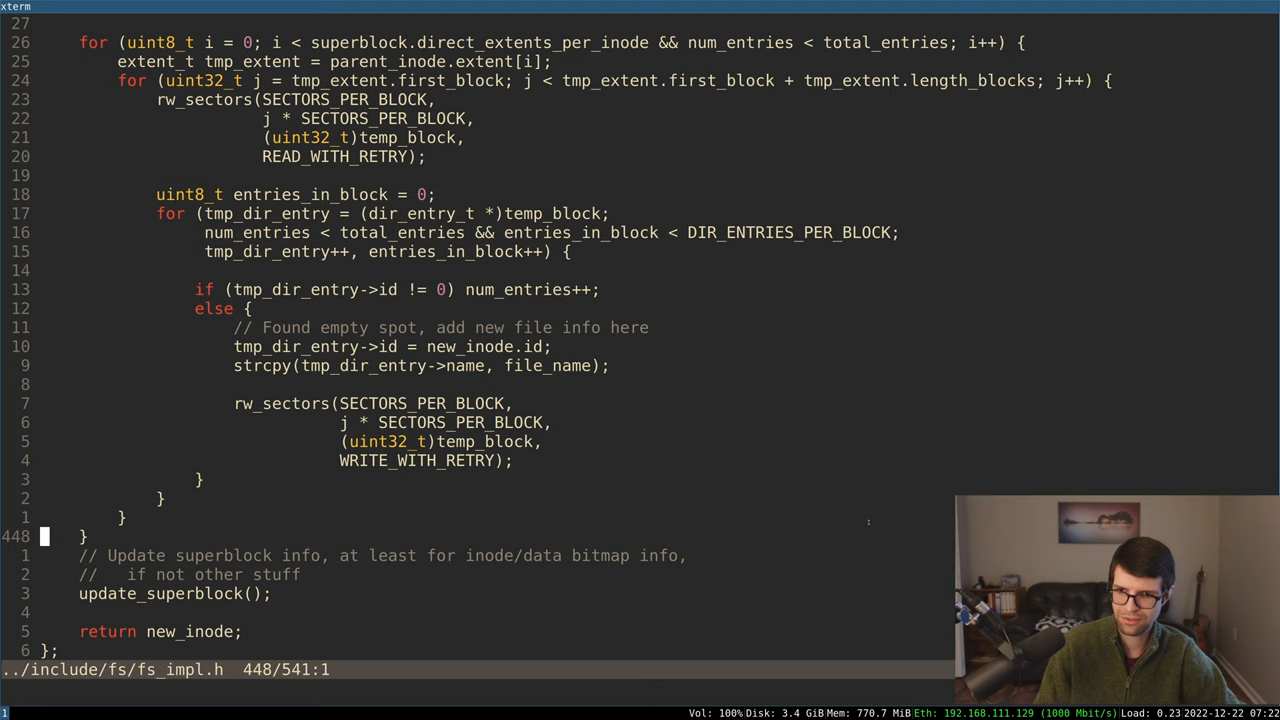 xterm
27
26     for (uint8_t i = 0; i < superblock.direct_extents_per_inode && num_entries < total_entries; i++) {
25         extent_t tmp_extent = parent_inode.extent[i];
24         for (uint32_t j = tmp_extent.first_block; j < tmp_extent.first_block + tmp_extent.length_blocks; j++) {
23             rw_sectors(SECTORS_PER_BLOCK,
22                        j * SECTORS_PER_BLOCK,
21                        (uint32_t)temp_block,
20                        READ_WITH_RETRY);
19
18             uint8_t entries_in_block = 0;
17             for (tmp_dir_entry = (dir_entry_t *)temp_block;
16                  num_entries < total_entries && entries_in_block < DIR_ENTRIES_PER_BLOCK;
15                  tmp_dir_entry++, entries_in_block++) {
14
13                 if (tmp_dir_entry->id != 0) num_entries++;
12                 else {
11                     // Found empty spot, add new file info here
10                     tmp_dir_entry->id = new_inode.id;
9                     strcpy(tmp_dir_entry->name, file_name);
8
7                     rw_sectors(SECTORS_PER_BLOCK,
6                                j * SECTORS_PER_BLOCK,
5                                (uint32_t)temp_block,
4                                WRITE_WITH_RETRY);
3                 }
2             }
1         }
448     }
1     // Update superblock info, at least for inode/data bitmap info,
2     //   if not other stuff
3     update_superblock();
4
5     return new_inode;
6 };
../include/fs/fs_impl.h  448/541:1
1 Vol: 100% Disk: 3.4 GiB Mem: 770.7 MiB Eth: 192.168.111.129 (1000 Mbit/s) Load: 0.23 2022-12-22 07:22